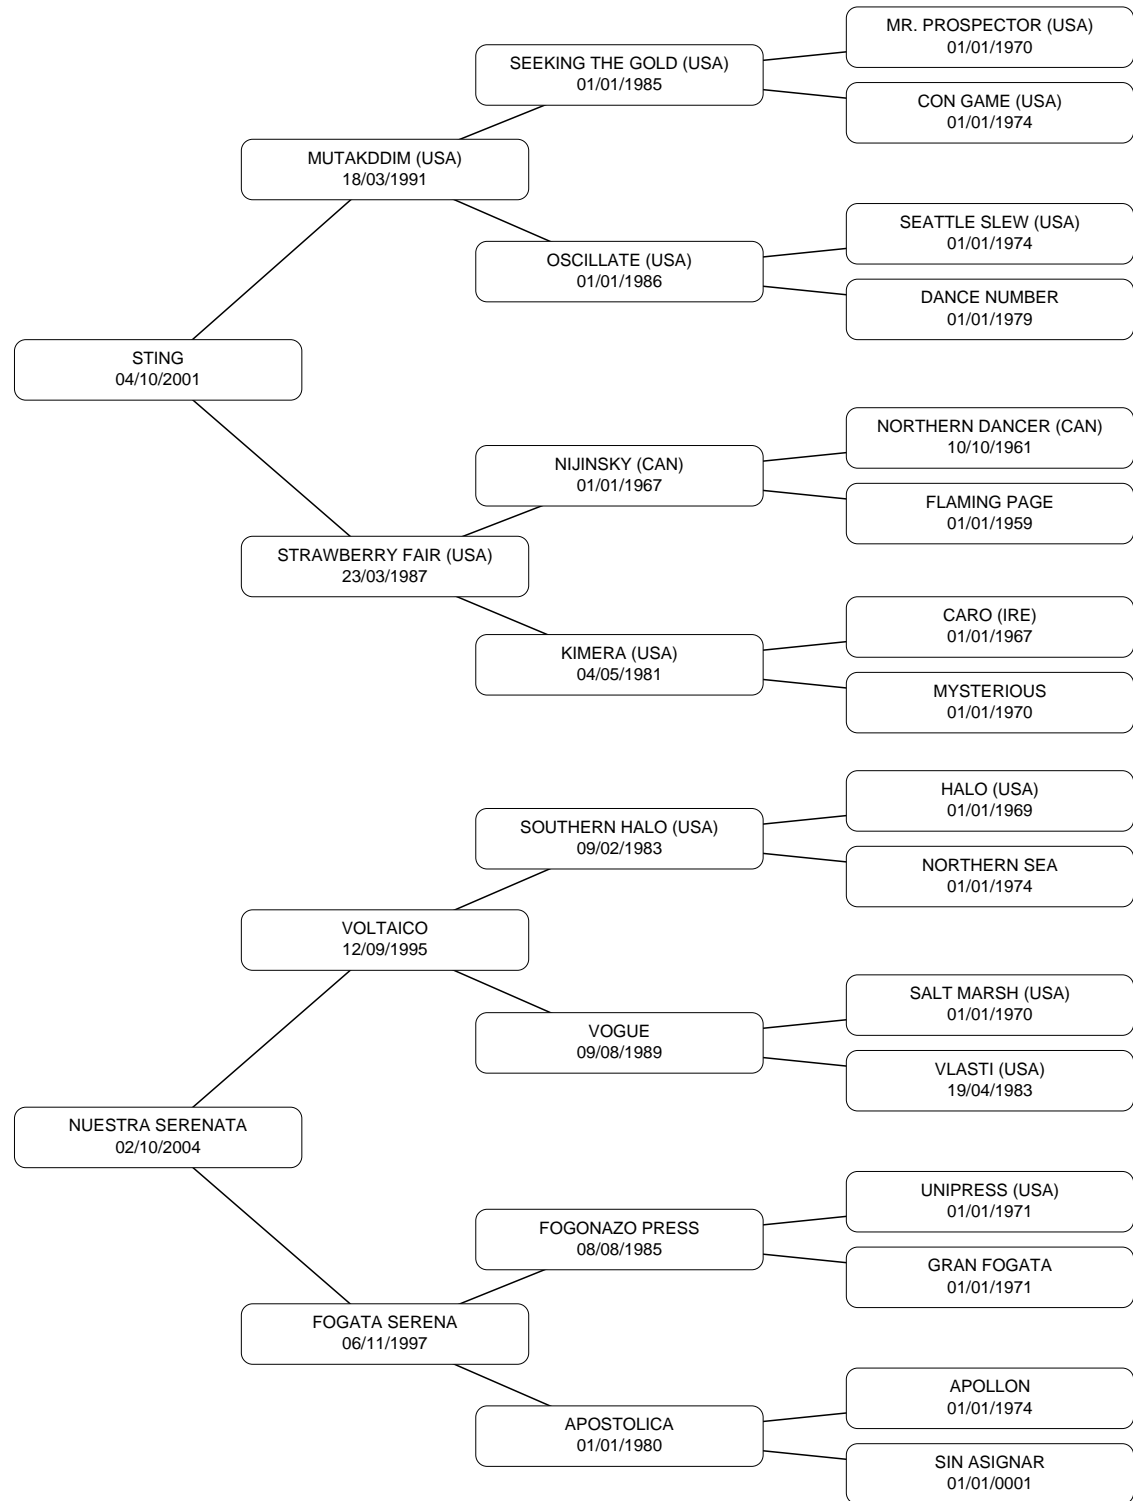 MR. PROSPECTOR (USA)
01/01/1970
SEEKING THE GOLD (USA)
01/01/1985
CON GAME (USA)
01/01/1974
MUTAKDDIM (USA)
18/03/1991
SEATTLE SLEW (USA)
01/01/1974
OSCILLATE (USA)
01/01/1986
DANCE NUMBER
01/01/1979
STING
04/10/2001
NORTHERN DANCER (CAN)
10/10/1961
NIJINSKY (CAN)
01/01/1967
FLAMING PAGE
01/01/1959
STRAWBERRY FAIR (USA)
23/03/1987
CARO (IRE)
01/01/1967
KIMERA (USA)
04/05/1981
MYSTERIOUS
01/01/1970
HALO (USA)
01/01/1969
SOUTHERN HALO (USA)
09/02/1983
NORTHERN SEA
01/01/1974
VOLTAICO
12/09/1995
SALT MARSH (USA)
01/01/1970
VOGUE
09/08/1989
VLASTI (USA)
19/04/1983
NUESTRA SERENATA
02/10/2004
UNIPRESS (USA)
01/01/1971
FOGONAZO PRESS
08/08/1985
GRAN FOGATA
01/01/1971
FOGATA SERENA
06/11/1997
APOLLON
01/01/1974
APOSTOLICA
01/01/1980
SIN ASIGNAR
01/01/0001